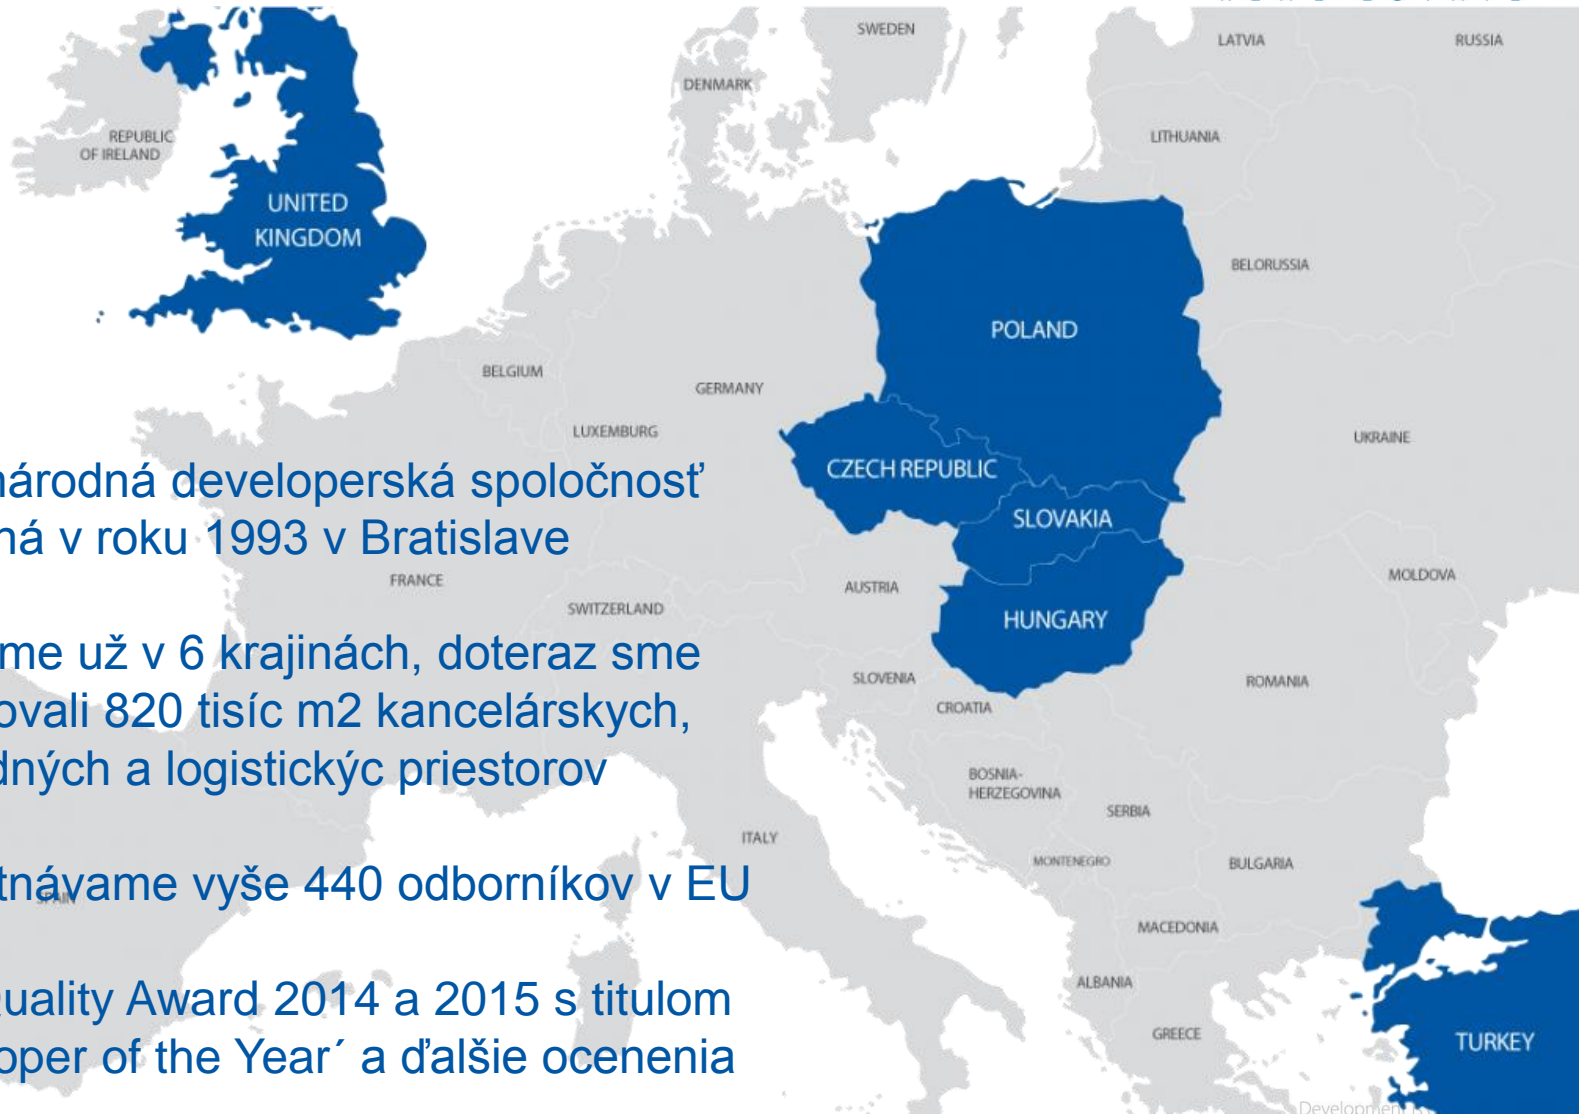 SWEDEN
LATVIA
RUSSIA
DENMARK
REPUBLIC
OF IRELAND
LITHUANIA
UNITED
KINGDOM
BELORUSSIA
POLAND
BELGIUM
GERMANY
LUXEMBURG
UKRAINE
CZECH REPUBLIC
SLOVAKIA
FRANCE
SWITZERLAND
AUSTRIA
MOLDOVA
HUNGARY
SLOVENIA
ROMANIA
CROATIA
BOSNIA-
HERZEGOVINA
SERBIA
ITALY
MONTENEGRO
BULGARIA
SPAIN
MACEDONIA
ALBANIA
GREECE
TURKEY
národná developerská spoločnosť
ná v roku 1993 v Bratislave
me už v 6 krajinách, doteraz sme
ovali 820 tisíc m2 kancelárskych,
dných a logistickýc priestorov
tnávame vyše 440 odborníkov v EU
Quality Award 2014 a 2015 s titulom
oper of the Year´ a ďalšie ocenenia
Development